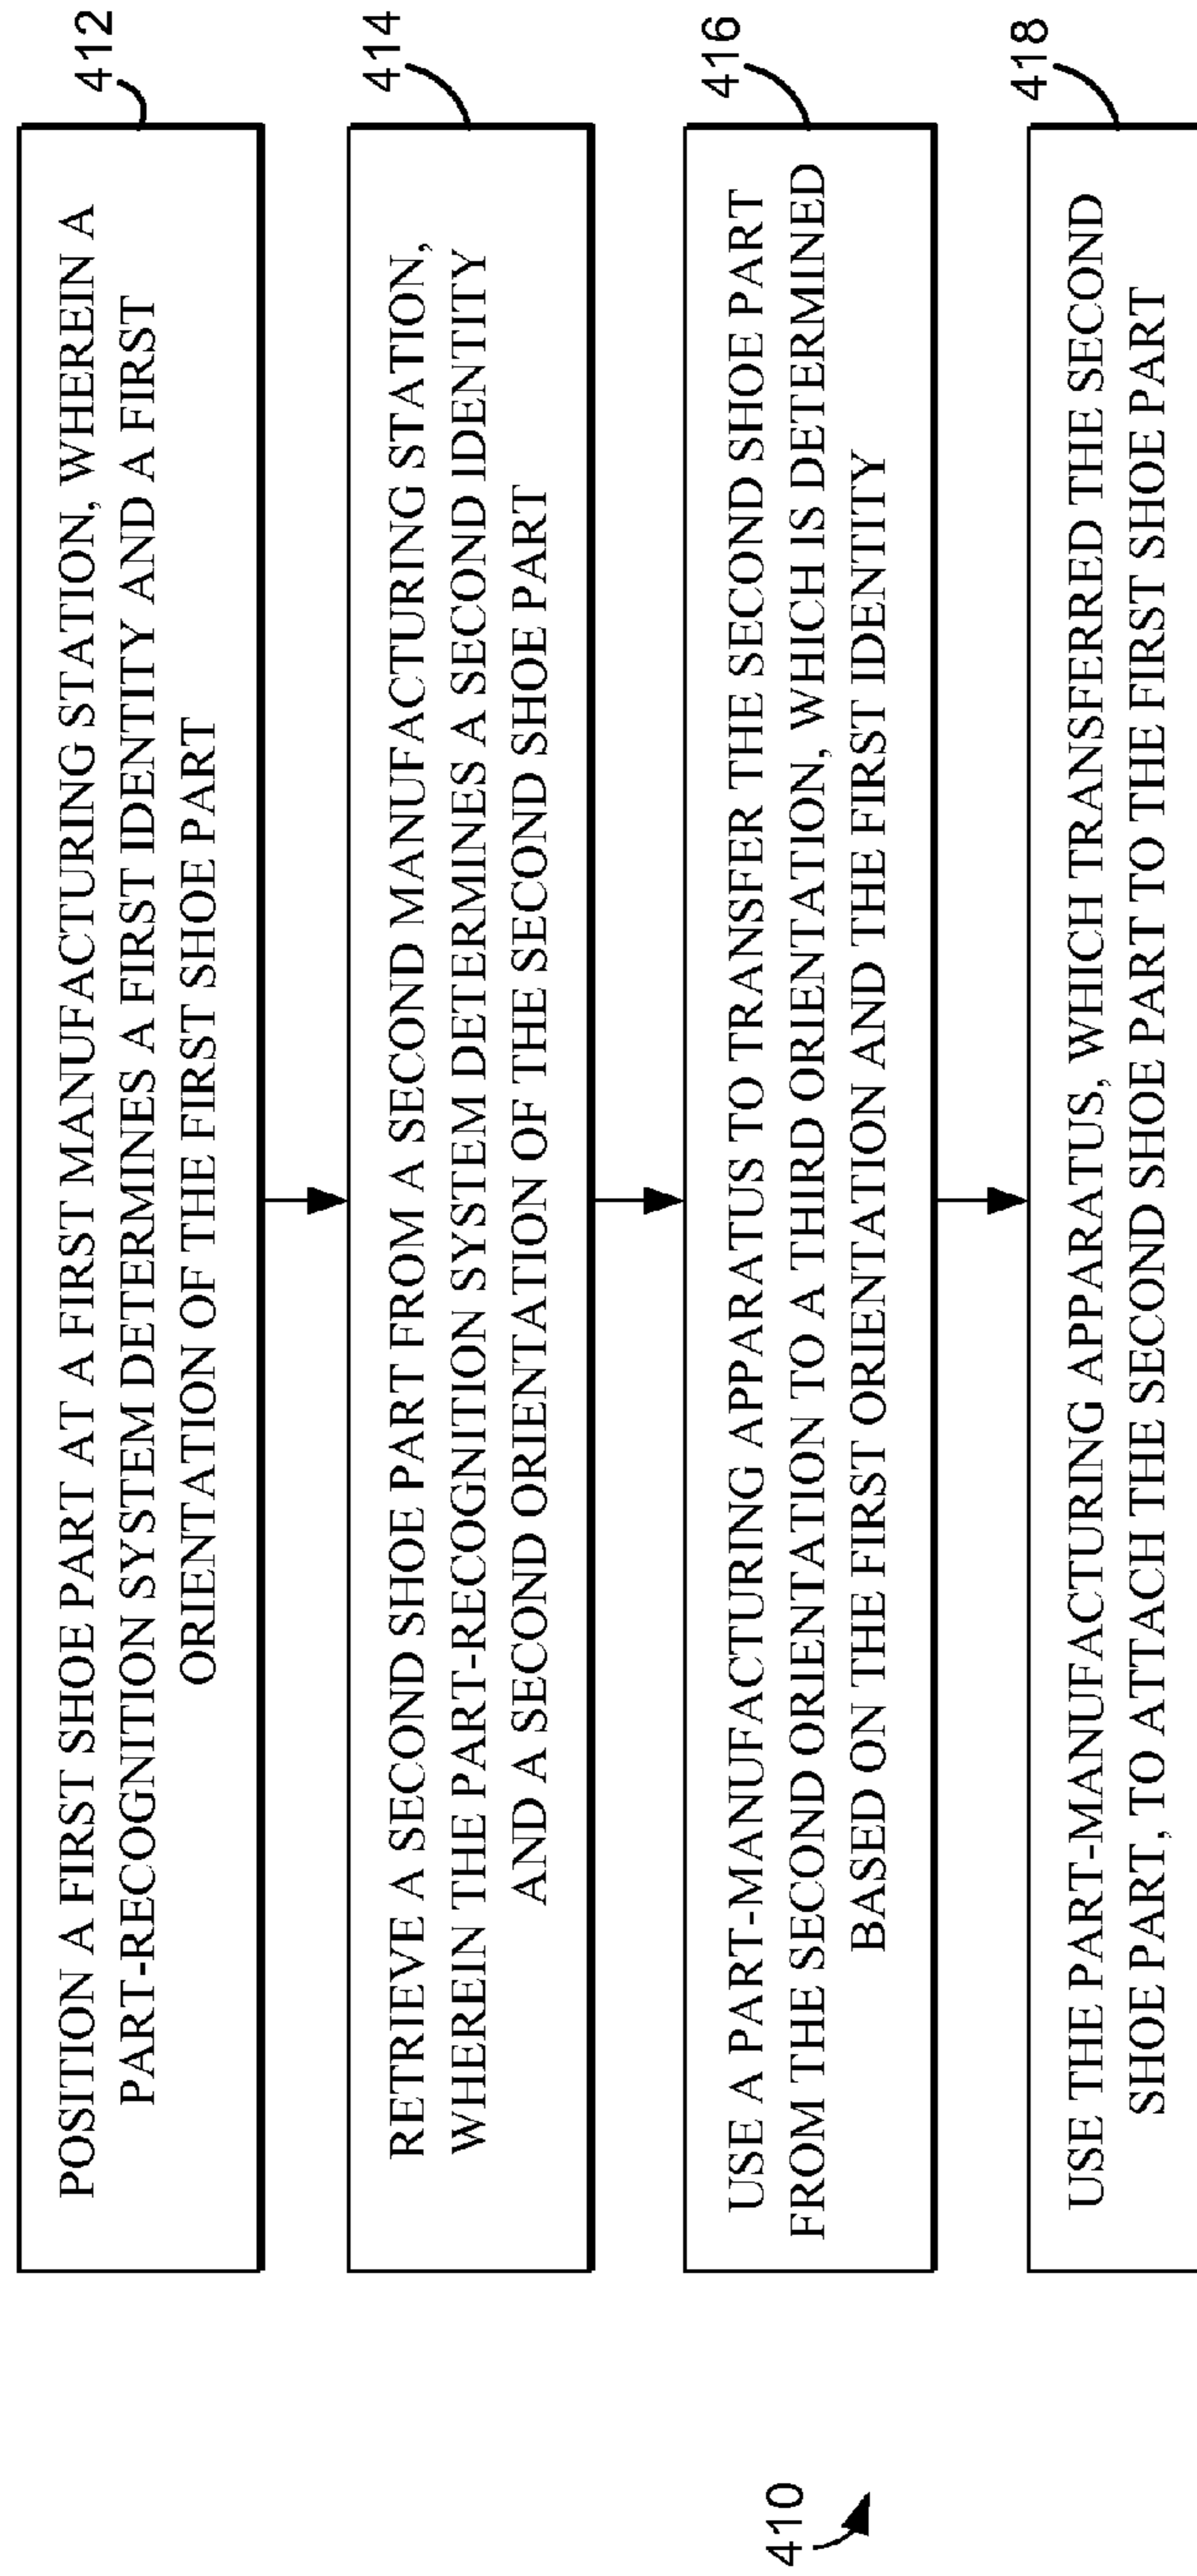 410
POSITION A FIRST SHOE PART AT A FIRST MANUFACTURING STATION, WHEREIN A
PART-RECOGNITION SYSTEM DETERMINES A FIRST IDENTITY AND A FIRST
ORIENTATION OF THE FIRST SHOE PART
412
RETRIEVE A SECOND SHOE PART FROM A SECOND MANUFACTURING STATION,
WHEREIN THE PART-RECOGNITION SYSTEM DETERMINES A SECOND IDENTITY
AND A SECOND ORIENTATION OF THE SECOND SHOE PART
414
USE A PART-MANUFACTURING APPARATUS TO TRANSFER THE SECOND SHOE PART
FROM THE SECOND ORIENTATION TO A THIRD ORIENTATION, WHICH IS DETERMINED
BASED ON THE FIRST ORIENTATION AND THE FIRST IDENTITY
416
USE THE PART-MANUFACTURING APPARATUS, WHICH TRANSFERRED THE SECOND
SHOE PART, TO ATTACH THE SECOND SHOE PART TO THE FIRST SHOE PART
418